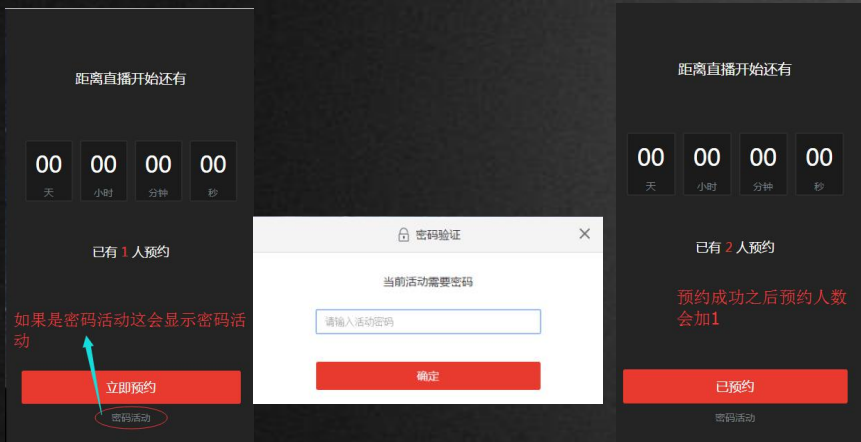 距离直播开始还有
00 00 00 00
天 小时 分钟 秒
已有 1 人预约
如果是密码活动这会显示密码活
动
立即预约
密码活动
密码验证
当前活动需要密码
请输入活动密码
确定
距离直播开始还有
00 00 00 00
天 小时 分钟 秒
已有 2 人预约
预约成功之后预约人数
会加1
已预约
密码活动